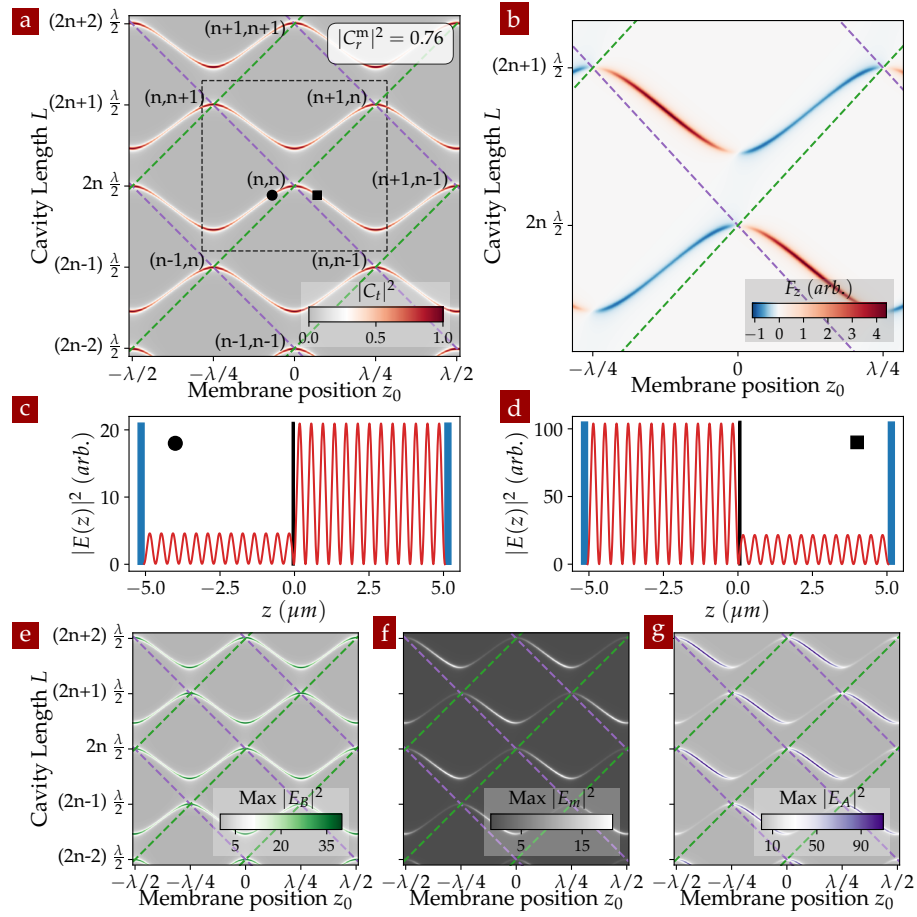 a
(2n+2) λ/2
(2n+1) λ/2
2n λ/2
(2n-1) λ/2
(2n-2) λ/2
Cavity Length L
(n+1,n+1)
|C_r^m|^2 = 0.76
(n,n+1)
(n+1,n)
(n,n)
(n+1,n-1)
(n-1,n)
(n,n-1)
(n-1,n-1)
|C_t|^2
0.0 0.5 1.0
−λ/2 −λ/4 0 λ/4 λ/2
Membrane position z_0
b
(2n+1) λ/2
2n λ/2
Cavity Length L
F_z (arb.)
−1 0 1 2 3 4
−λ/4 0 λ/4
Membrane position z_0
c
20
10
0
|E(z)|^2 (arb.)
−5.0 −2.5 0.0 2.5 5.0
z (μm)
d
100
50
0
|E(z)|^2 (arb.)
−5.0 −2.5 0.0 2.5 5.0
z (μm)
e
(2n+2) λ/2
(2n+1) λ/2
2n λ/2
(2n-1) λ/2
(2n-2) λ/2
Cavity Length L
Max |E_B|^2
5 20 35
−λ/2 −λ/4 0 λ/4 λ/2
Membrane position z_0
f
Max |E_m|^2
5 15
−λ/2 −λ/4 0 λ/4 λ/2
Membrane position z_0
g
Max |E_A|^2
10 50 90
−λ/2 −λ/4 0 λ/4 λ/2
Membrane position z_0